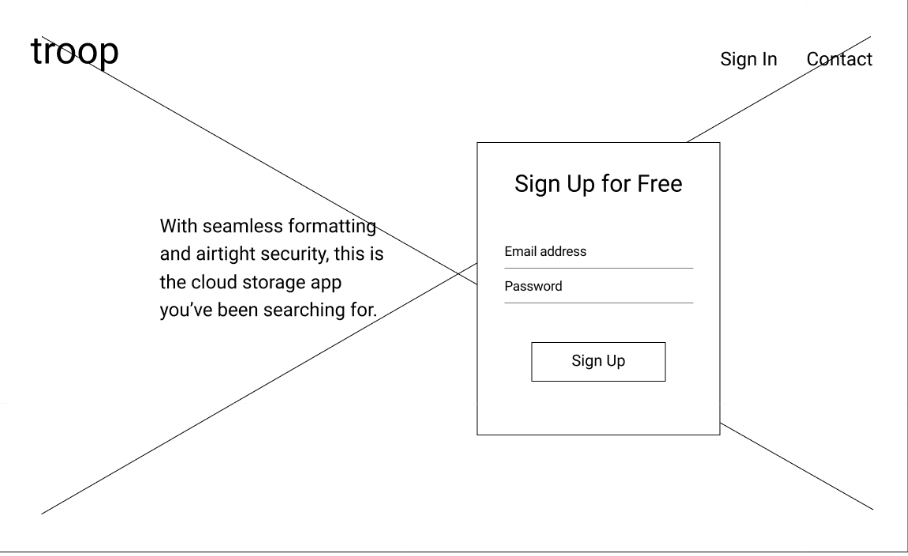 troop
Sign In
Contact
Sign Up for Free
With seamless formatting
and airtight security, this is
the cloud storage app
you’ve been searching for.
Email address
Password
Sign Up